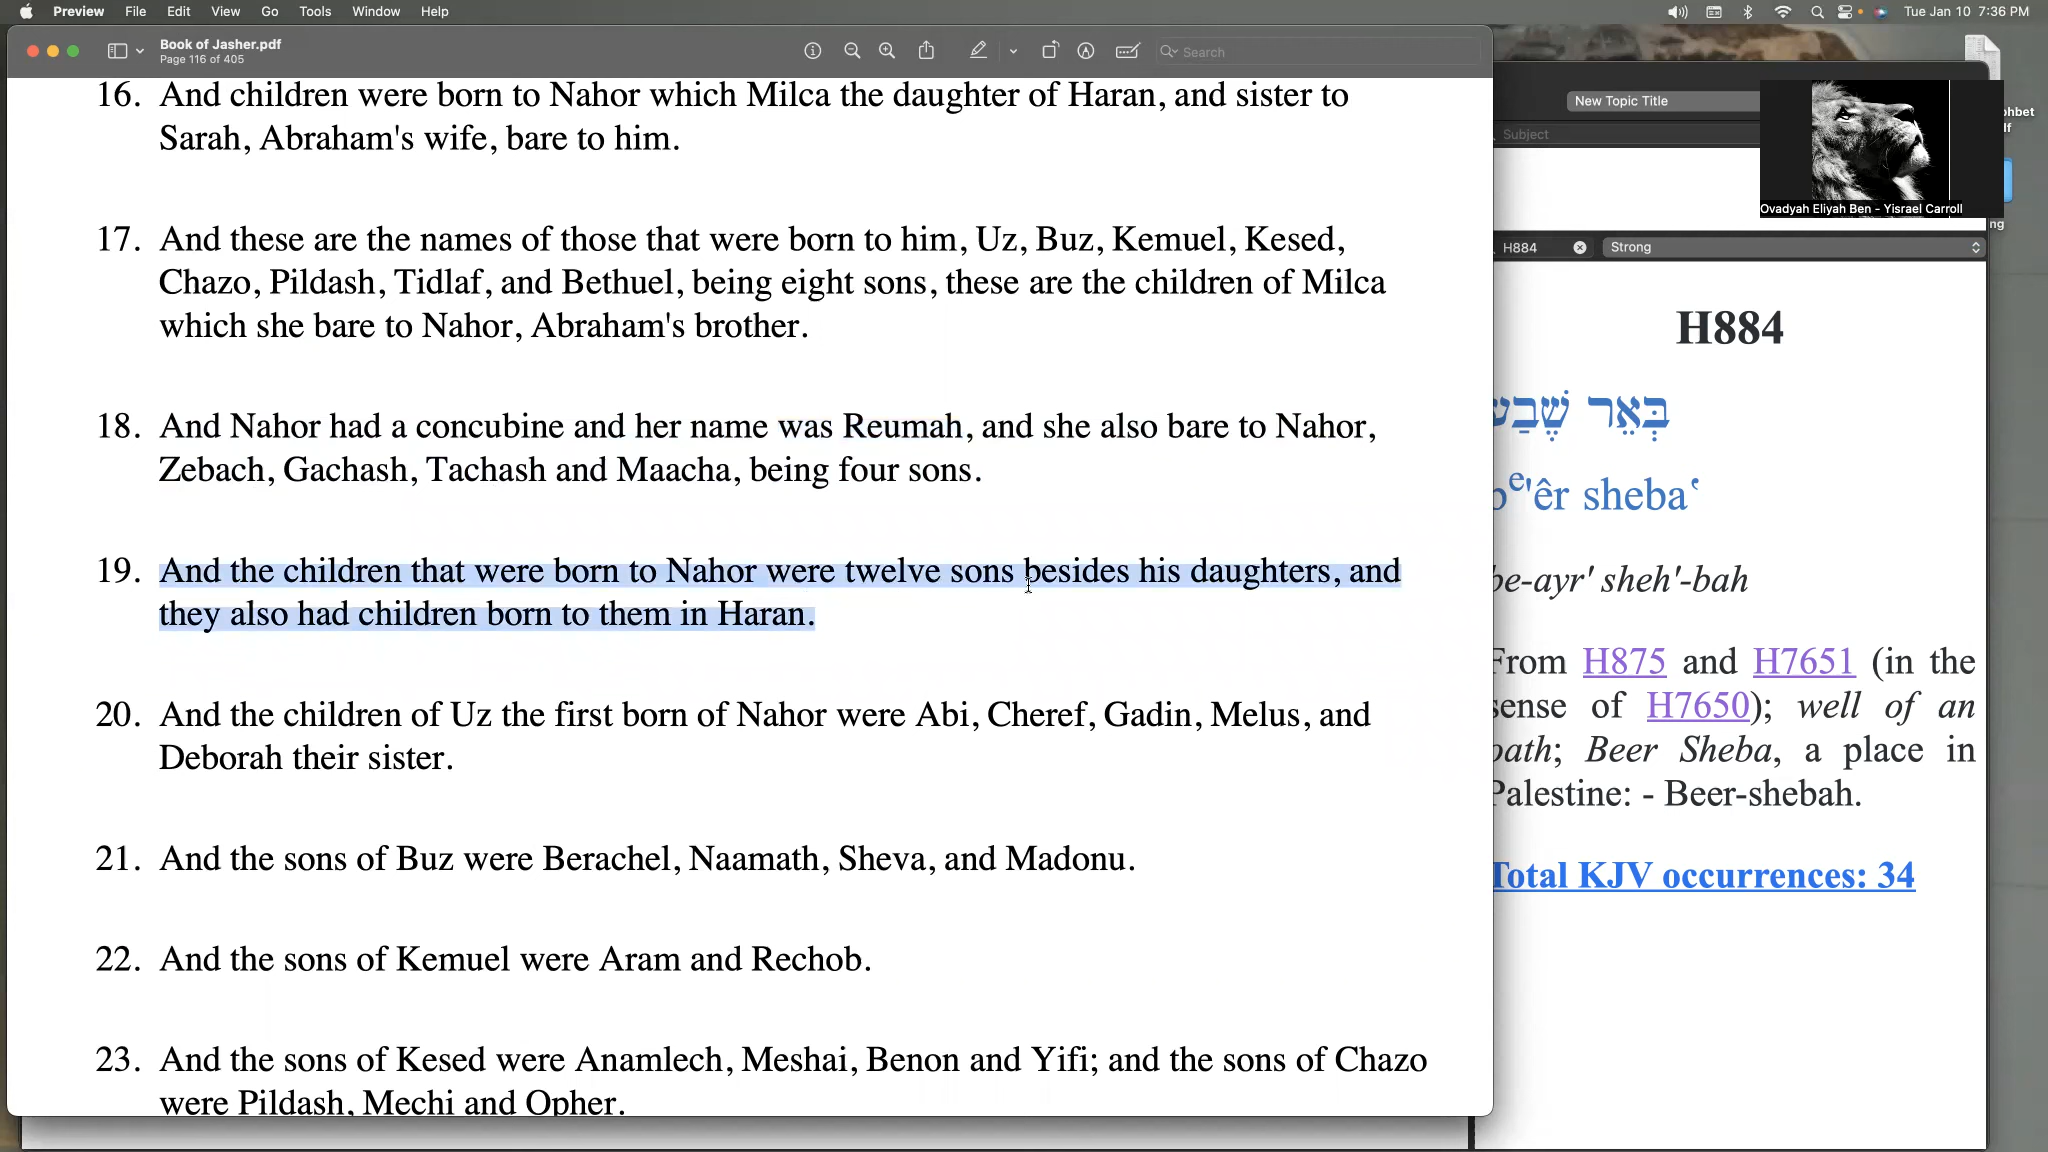 Preview File Edit View Go Tools Window Help
Tue Jan 10 7:36 PM
Book of Jasher.pdf
Page 116 of 405
Search
16. And children were born to Nahor which Milca the daughter of Haran, and sister to
Sarah, Abraham's wife, bare to him.
17. And these are the names of those that were born to him, Uz, Buz, Kemuel, Kesed,
Chazo, Pildash, Tidlaf, and Bethuel, being eight sons, these are the children of Milca
which she bare to Nahor, Abraham's brother.
18. And Nahor had a concubine and her name was Reumah, and she also bare to Nahor,
Zebach, Gachash, Tachash and Maacha, being four sons.
19. And the children that were born to Nahor were twelve sons besides his daughters, and
they also had children born to them in Haran.
20. And the children of Uz the first born of Nahor were Abi, Cheref, Gadin, Melus, and
Deborah their sister.
21. And the sons of Buz were Berachel, Naamath, Sheva, and Madonu.
22. And the sons of Kemuel were Aram and Rechob.
23. And the sons of Kesed were Anamlech, Meshai, Benon and Yifi; and the sons of Chazo
were Pildash, Mechi and Opher.
New Topic Title
Subject
Ovadyah Eliyah Ben - Yisrael Carroll
H884
Strong
H884
בְּאֵר שֶׁבַע
'êr shebaʿ
be-ayr' sheh'-bah
From H875 and H7651 (in the
sense of H7650); well of an
oath; Beer Sheba, a place in
Palestine: - Beer-shebah.
Total KJV occurrences: 34